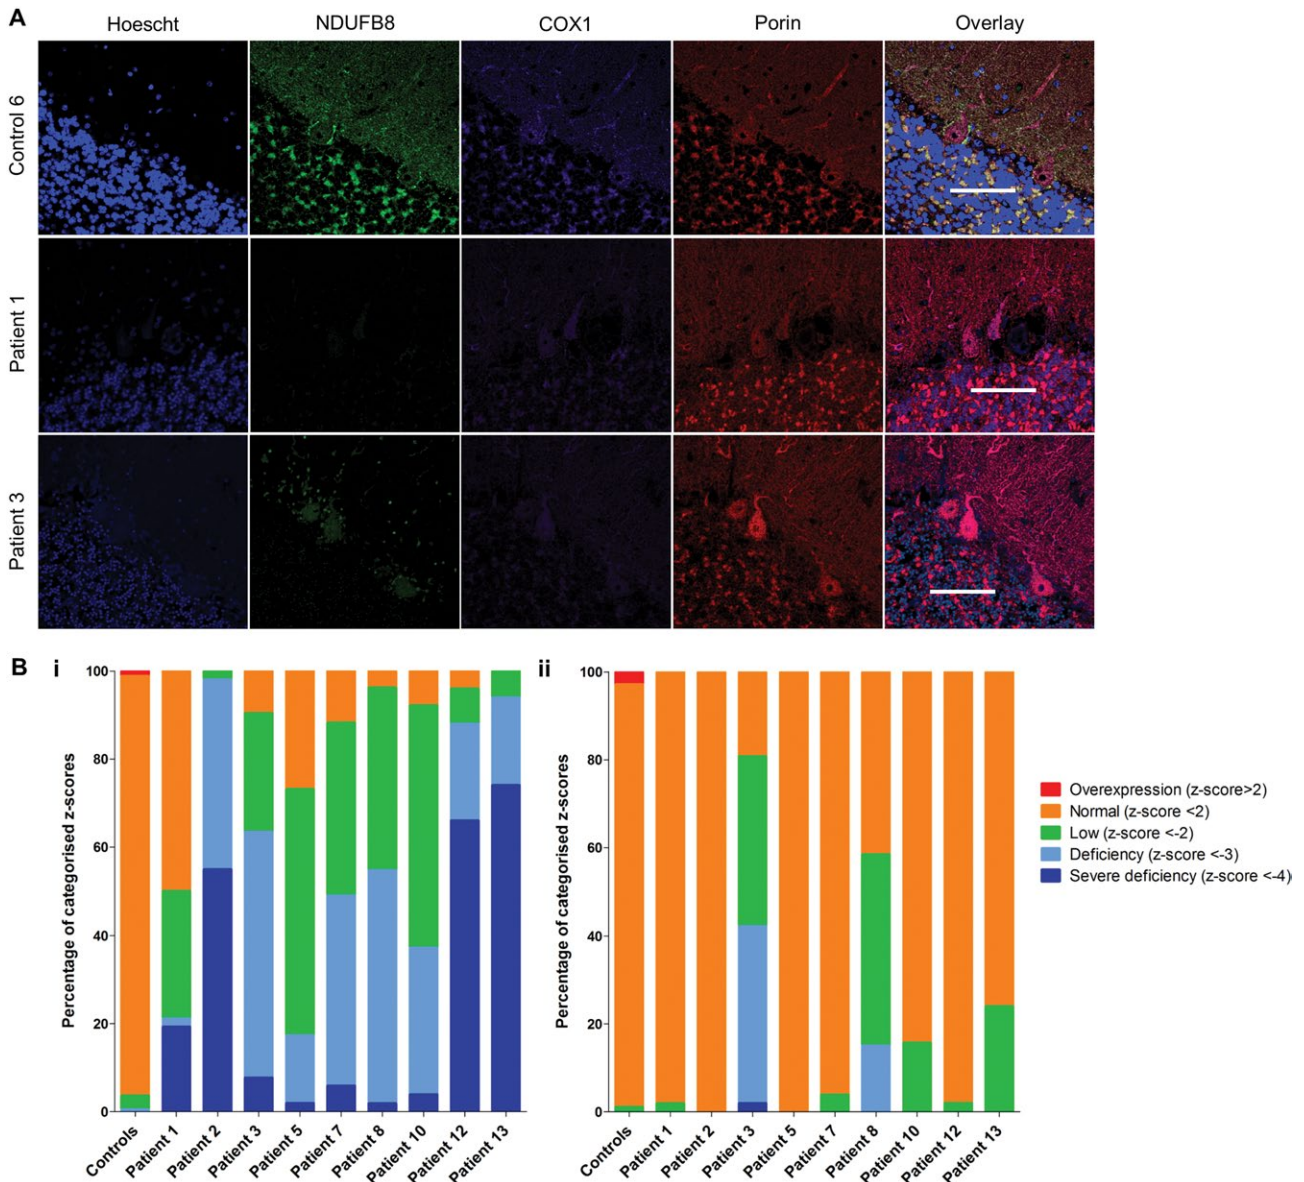 A
Hoescht NDUFB8 COX1 Porin Overlay
Control 6
Patient 1
Patient 3
B i ii
Percentage of categorised z-scores
100
80
60
40
20
0
Controls Patient 1 Patient 2 Patient 3 Patient 5 Patient 7 Patient 8 Patient 10 Patient 12 Patient 13
Percentage of categorised z-scores
100
80
60
40
20
0
Controls Patient 1 Patient 2 Patient 3 Patient 5 Patient 7 Patient 8 Patient 10 Patient 12 Patient 13
Overexpression (z-score>2)
Normal (z-score <2)
Low (z-score <-2)
Deficiency (z-score <-3)
Severe deficiency (z-score <-4)